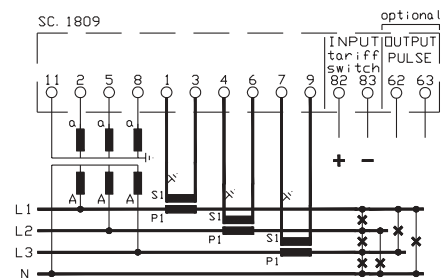 SC. 1809
optional
INPUT
tariff
switch
OUTPUT
PULSE
11 2 5 8 1 3 4 6 7 9 82 83 62 63
a a a
+ −
A A A
S1
P1
S1
P1
S1
P1
L1
L2
L3
N